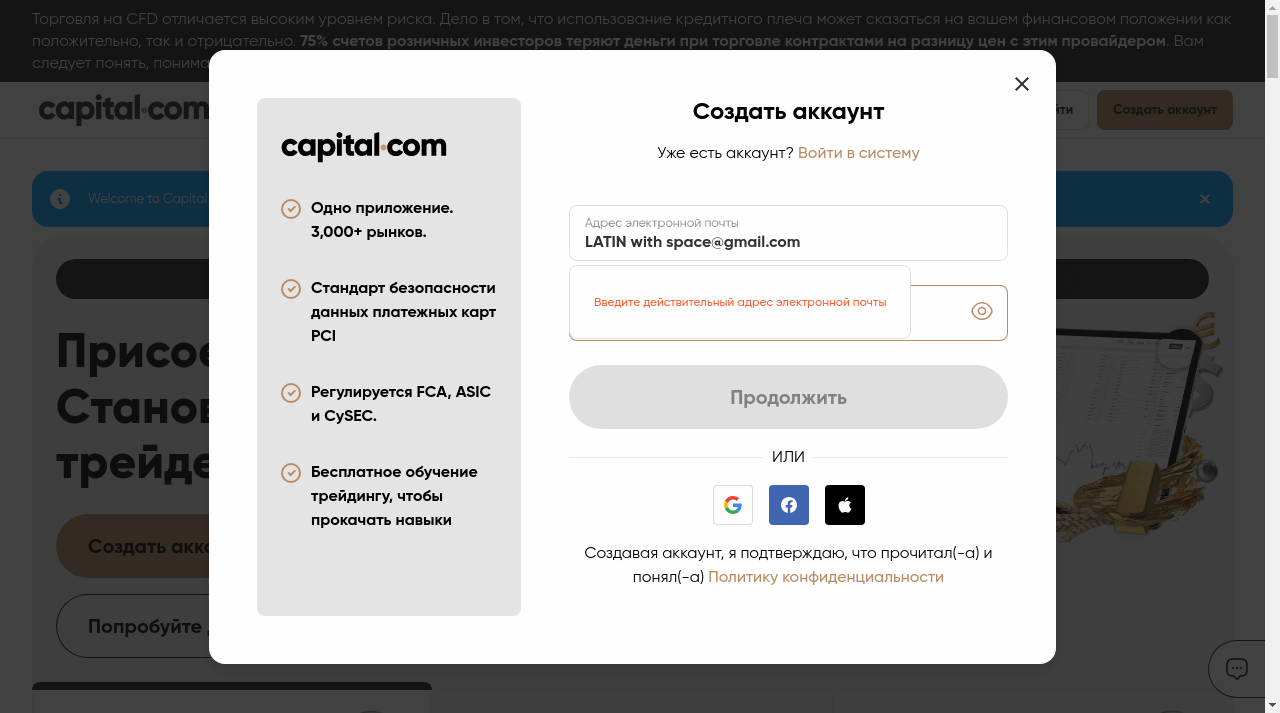 Торговля на CFD отличается высоким уровнем риска. Дело в том, что использование кредитного плеча может сказаться на вашем финансовом положении как
положительно, так и отрицательно. 75% счетов розничных инвесторов теряют деньги при торговле контрактами на разницу цен с этим провайдером. Вам
следует понять,
capital.com
Создать аккаунт
Welcome to Capital
capital.com
Одно приложение.
3,000+ рынков.
Стандарт безопасности
данных платежных карт
PCI
Регулируется FCA, ASIC
и CySEC.
Бесплатное обучение
трейдингу, чтобы
прокачать навыки
Создать аккаунт
Уже есть аккаунт? Войти в систему
Адрес электронной почты
LATIN with space@gmail.com
Введите действительный адрес электронной почты
Продолжить
ИЛИ
Создавая аккаунт, я подтверждаю, что прочитал(-а) и
понял(-а) Политику конфиденциальности
Создать
Попробуйте